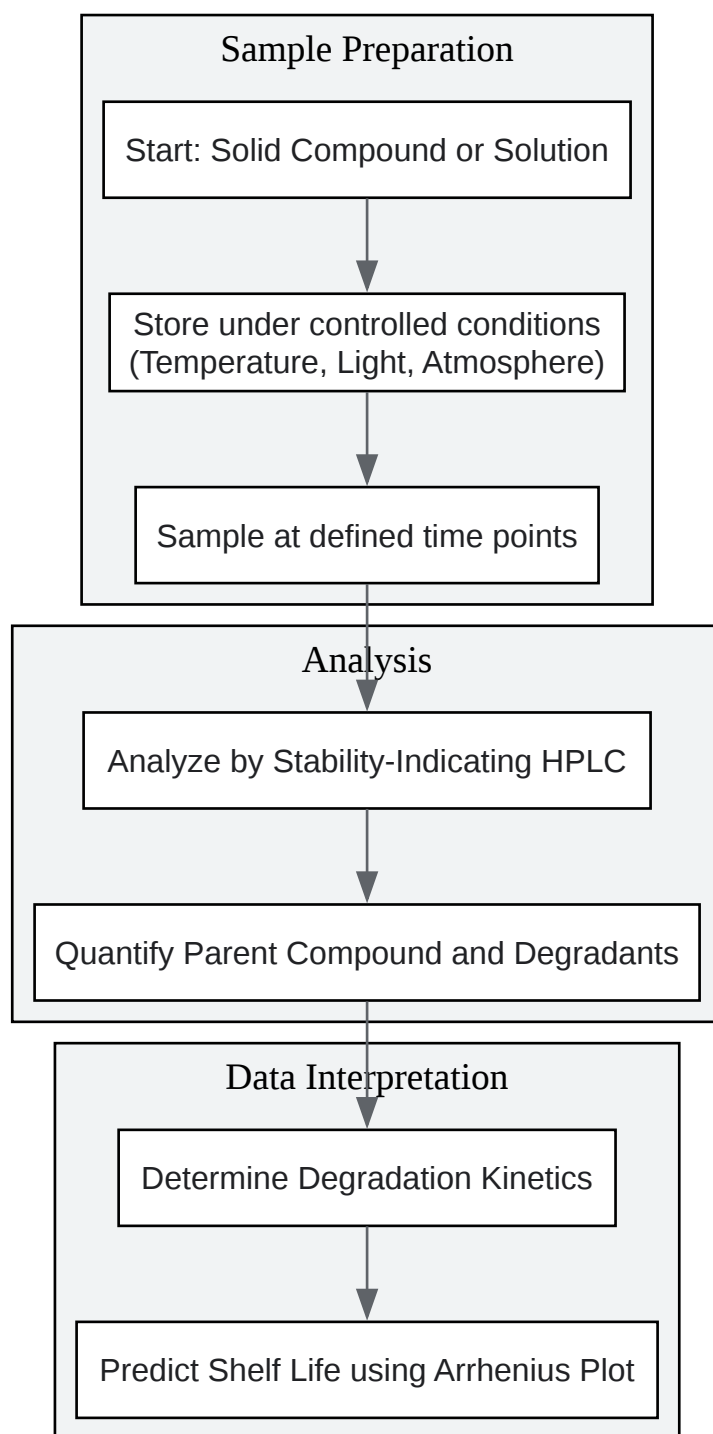 Sample Preparation
Start: Solid Compound or Solution
Store under controlled conditions
(Temperature, Light, Atmosphere)
Sample at defined time points
Analysis
Analyze by Stability-Indicating HPLC
Quantify Parent Compound and Degradants
Data Interpretation
Determine Degradation Kinetics
Predict Shelf Life using Arrhenius Plot